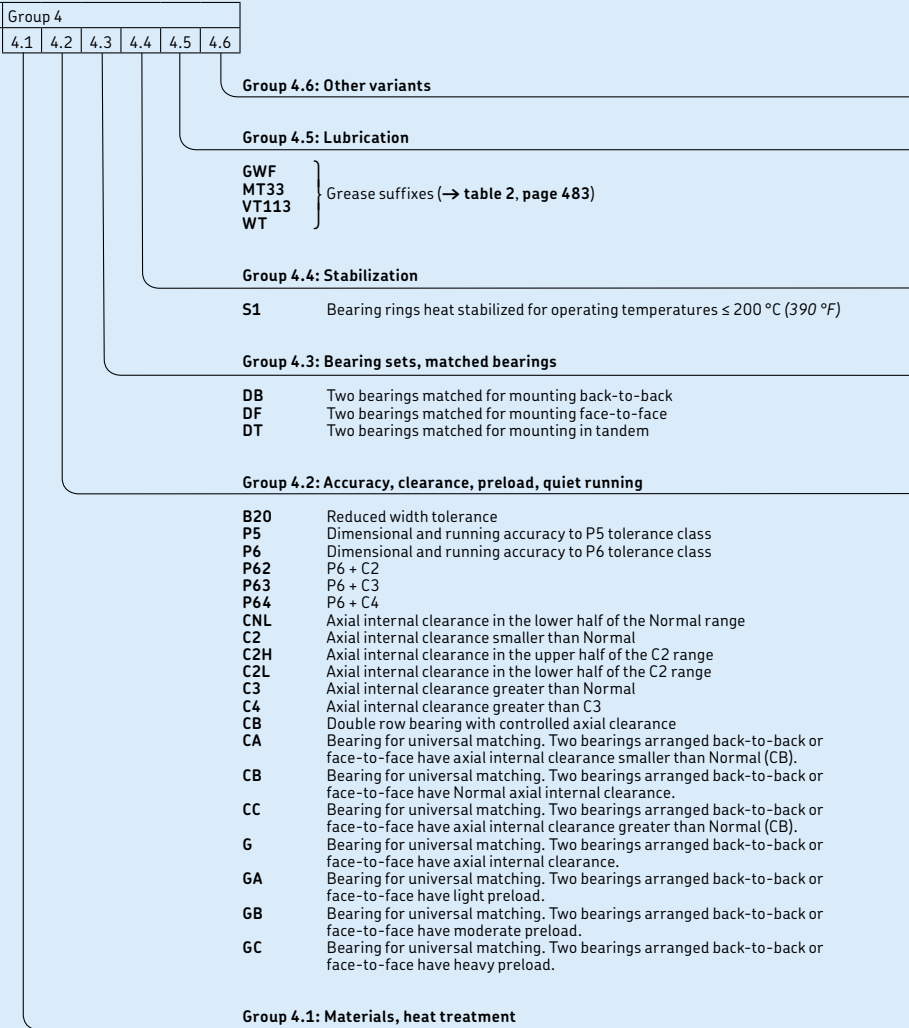 Group 4
4.1 4.2 4.3 4.4 4.5 4.6
Group 4.6: Other variants
Group 4.5: Lubrication
GWF
MT33
VT113
WT
Grease suffixes (→ table 2, page 483)
Group 4.4: Stabilization
S1 Bearing rings heat stabilized for operating temperatures ≤ 200 °C (390 °F)
Group 4.3: Bearing sets, matched bearings
DB Two bearings matched for mounting back-to-back
DF Two bearings matched for mounting face-to-face
DT Two bearings matched for mounting in tandem
Group 4.2: Accuracy, clearance, preload, quiet running
B20 Reduced width tolerance
P5 Dimensional and running accuracy to P5 tolerance class
P6 Dimensional and running accuracy to P6 tolerance class
P62 P6 + C2
P63 P6 + C3
P64 P6 + C4
CNL Axial internal clearance in the lower half of the Normal range
C2 Axial internal clearance smaller than Normal
C2H Axial internal clearance in the upper half of the C2 range
C2L Axial internal clearance in the lower half of the C2 range
C3 Axial internal clearance greater than Normal
C4 Axial internal clearance greater than C3
CB Double row bearing with controlled axial clearance
CA Bearing for universal matching. Two bearings arranged back-to-back or
face-to-face have axial internal clearance smaller than Normal (CB).
CB Bearing for universal matching. Two bearings arranged back-to-back or
face-to-face have Normal axial internal clearance.
CC Bearing for universal matching. Two bearings arranged back-to-back or
face-to-face have axial internal clearance greater than Normal (CB).
G Bearing for universal matching. Two bearings arranged back-to-back or
face-to-face have axial internal clearance.
GA Bearing for universal matching. Two bearings arranged back-to-back or
face-to-face have light preload.
GB Bearing for universal matching. Two bearings arranged back-to-back or
face-to-face have moderate preload.
GC Bearing for universal matching. Two bearings arranged back-to-back or
face-to-face have heavy preload.
Group 4.1: Materials, heat treatment